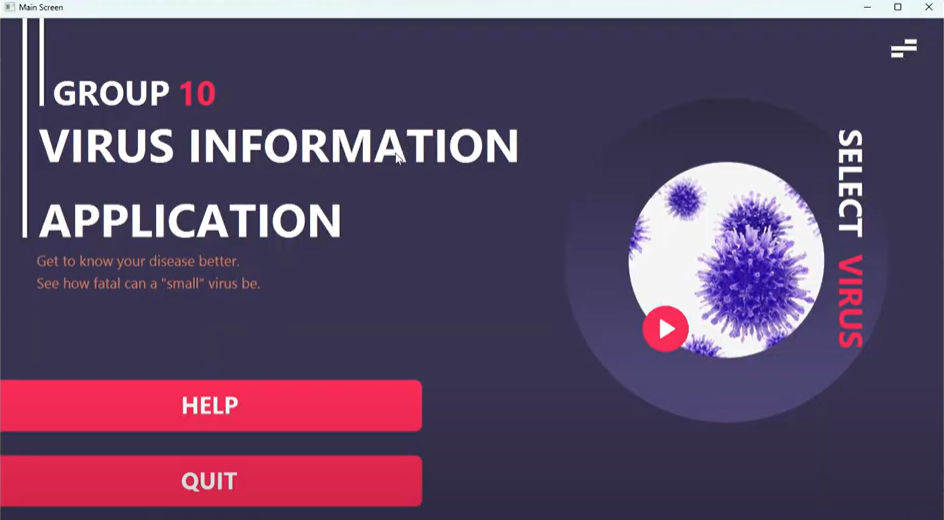 Main Screen
GROUP 10
VIRUS INFORMATION
APPLICATION
Get to know your disease better.
See how fatal can a "small" virus be.
SELECT VIRUS
HELP
QUIT